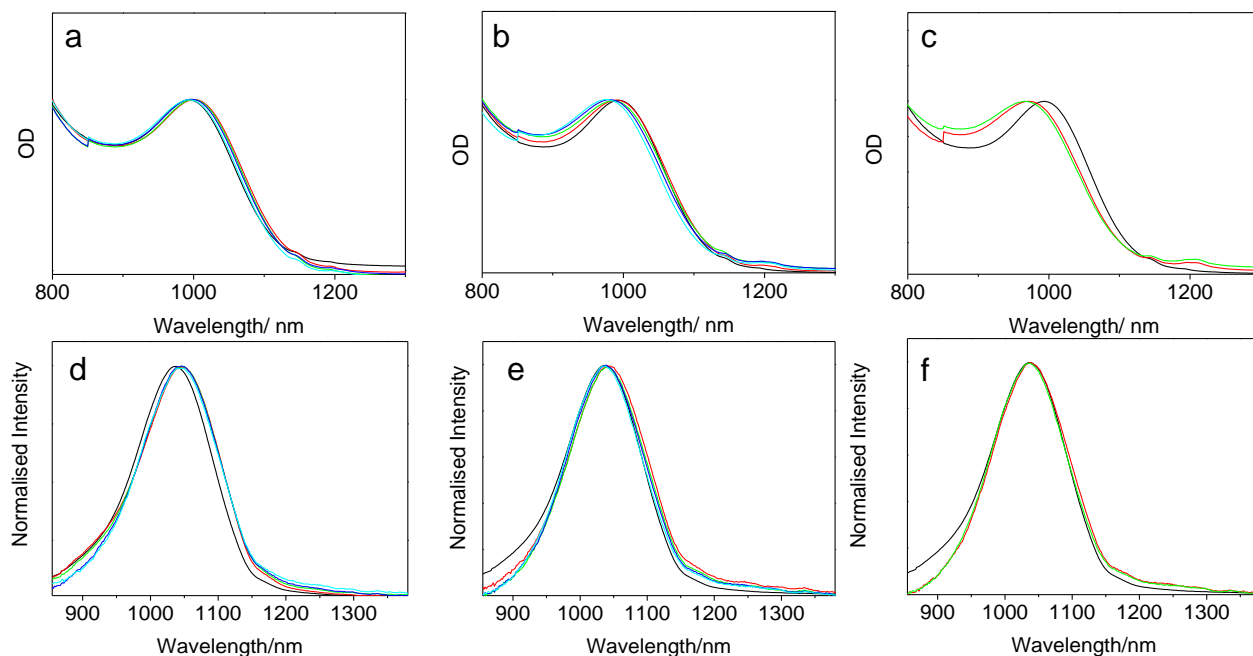 a
OD
800
1000
1200
Wavelength/ nm
b
OD
800
1000
1200
Wavelength/ nm
c
OD
800
1000
1200
Wavelength/ nm
d
Normalised Intensity
900
1000
1100
1200
1300
Wavelength/nm
e
Normalised Intensity
900
1000
1100
1200
1300
Wavelength/nm
f
Normalised Intensity
900
1000
1100
1200
1300
Wavelength/nm